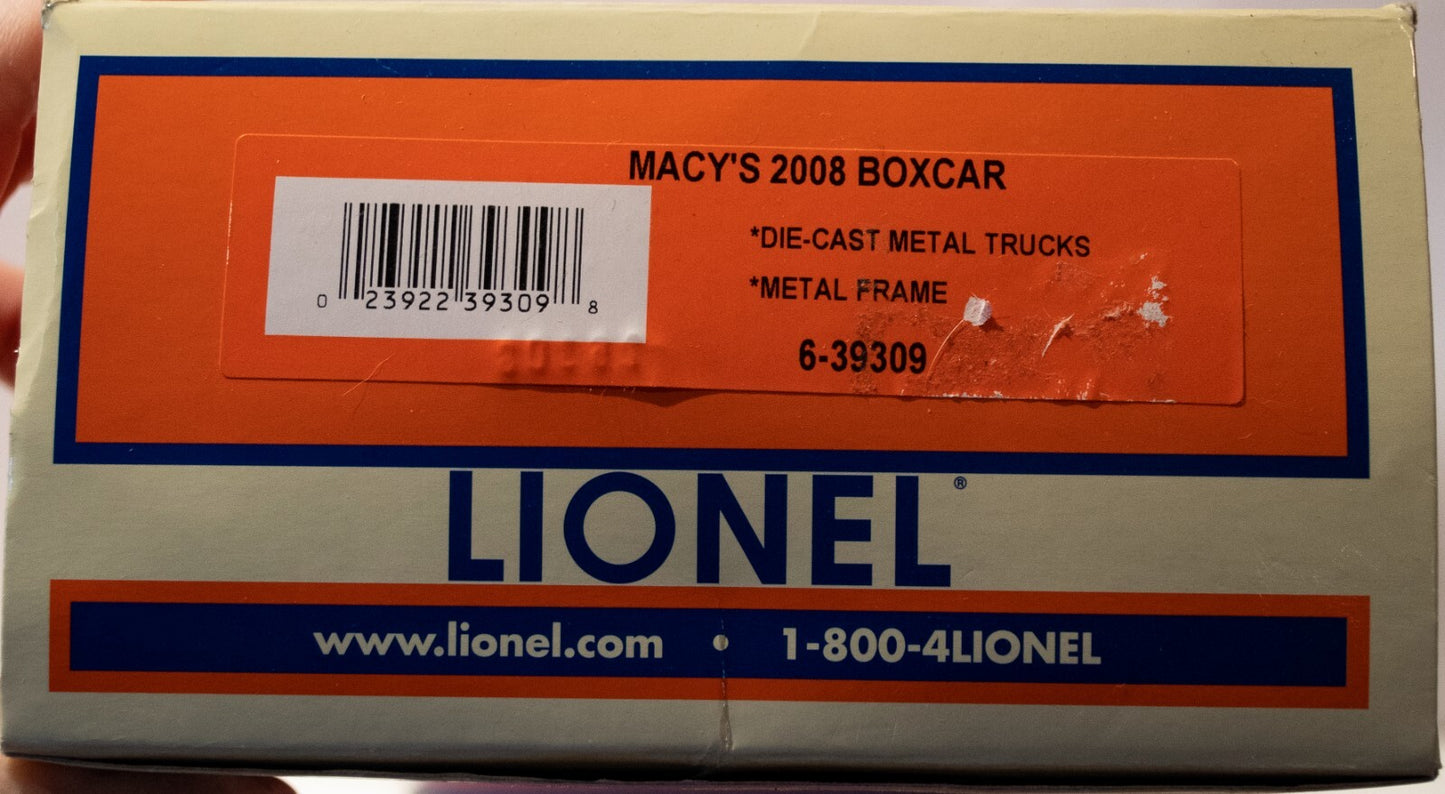 MACY'S 2008 BOXCAR
*DIE-CAST METAL TRUCKS
*METAL FRAME
0 23922 39309 8
6-39309
LIONEL®
www.lionel.com • 1-800-4LIONEL